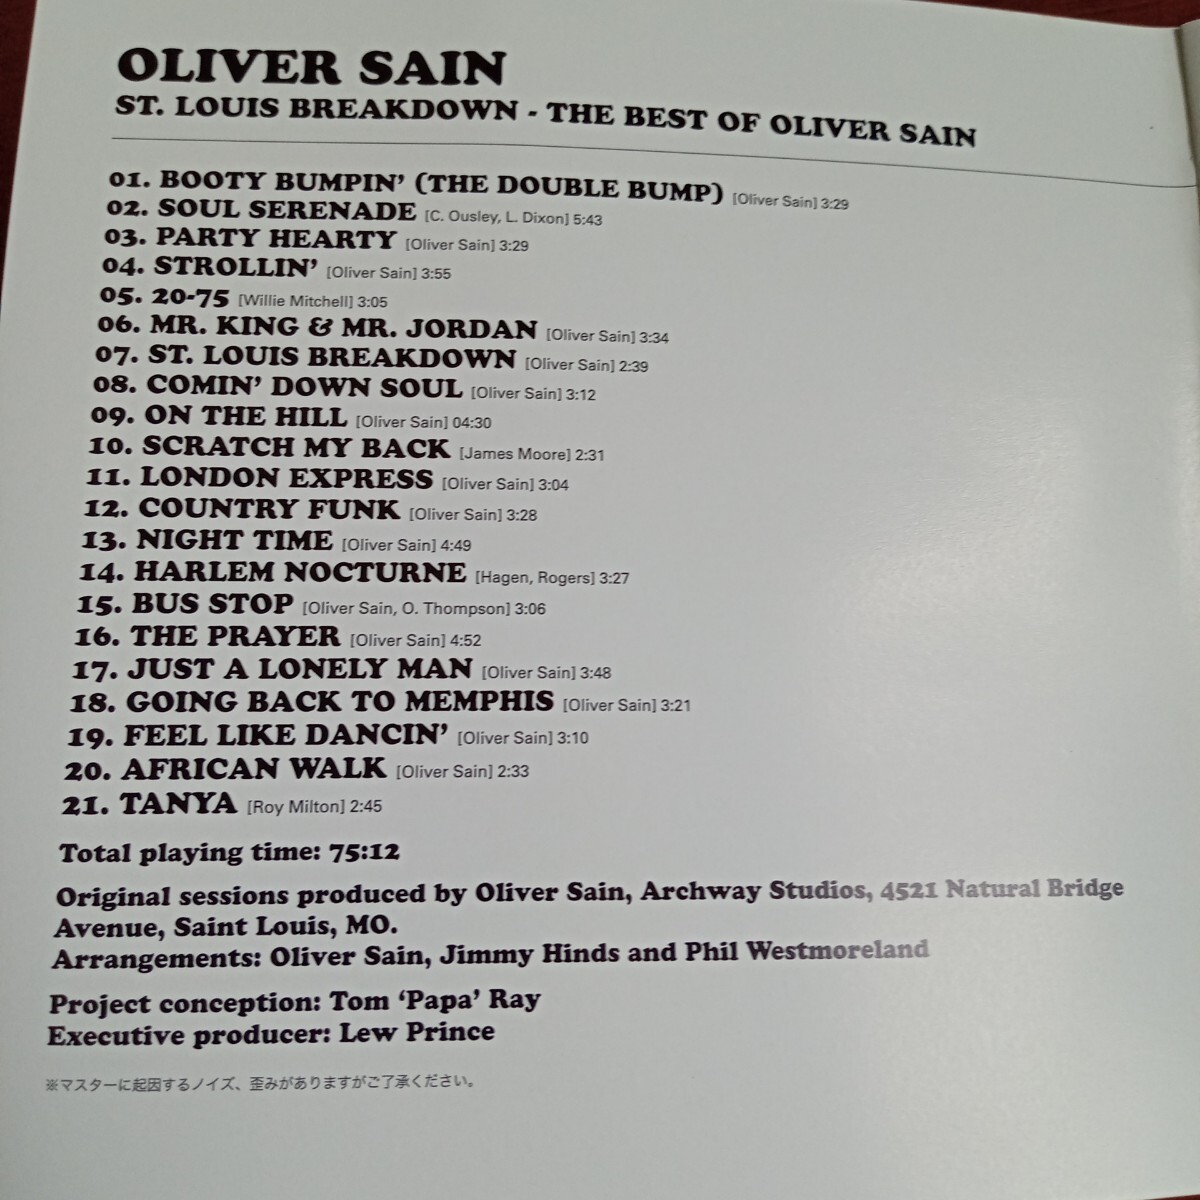 OLIVER SAIN
ST. LOUIS BREAKDOWN - THE BEST OF OLIVER SAIN
01. BOOTY BUMPIN' (THE DOUBLE BUMP) [Oliver Sain] 3:29
02. SOUL SERENADE [C. Ousley, L. Dixon] 5:43
03. PARTY HEARTY [Oliver Sain] 3:29
04. STROLLIN' [Oliver Sain] 3:55
05. 20-75 [Willie Mitchell] 3:05
06. MR. KING & MR. JORDAN [Oliver Sain] 3:34
07. ST. LOUIS BREAKDOWN [Oliver Sain] 2:39
08. COMIN' DOWN SOUL [Oliver Sain] 3:12
09. ON THE HILL [Oliver Sain] 04:30
10. SCRATCH MY BACK [James Moore] 2:31
11. LONDON EXPRESS [Oliver Sain] 3:04
12. COUNTRY FUNK [Oliver Sain] 3:28
13. NIGHT TIME [Oliver Sain] 4:49
14. HARLEM NOCTURNE [Hagen, Rogers] 3:27
15. BUS STOP [Oliver Sain, O. Thompson] 3:06
16. THE PRAYER [Oliver Sain] 4:52
17. JUST A LONELY MAN [Oliver Sain] 3:48
18. GOING BACK TO MEMPHIS [Oliver Sain] 3:21
19. FEEL LIKE DANCIN' [Oliver Sain] 3:10
20. AFRICAN WALK [Oliver Sain] 2:33
21. TANYA [Roy Milton] 2:45
Total playing time: 75:12
Original sessions produced by Oliver Sain, Archway Studios, 4521 Natural Bridge
Avenue, Saint Louis, MO.
Arrangements: Oliver Sain, Jimmy Hinds and Phil Westmoreland
Project conception: Tom 'Papa' Ray
Executive producer: Lew Prince
※マスターに起因するノイズ、歪みがありますがご了承ください。